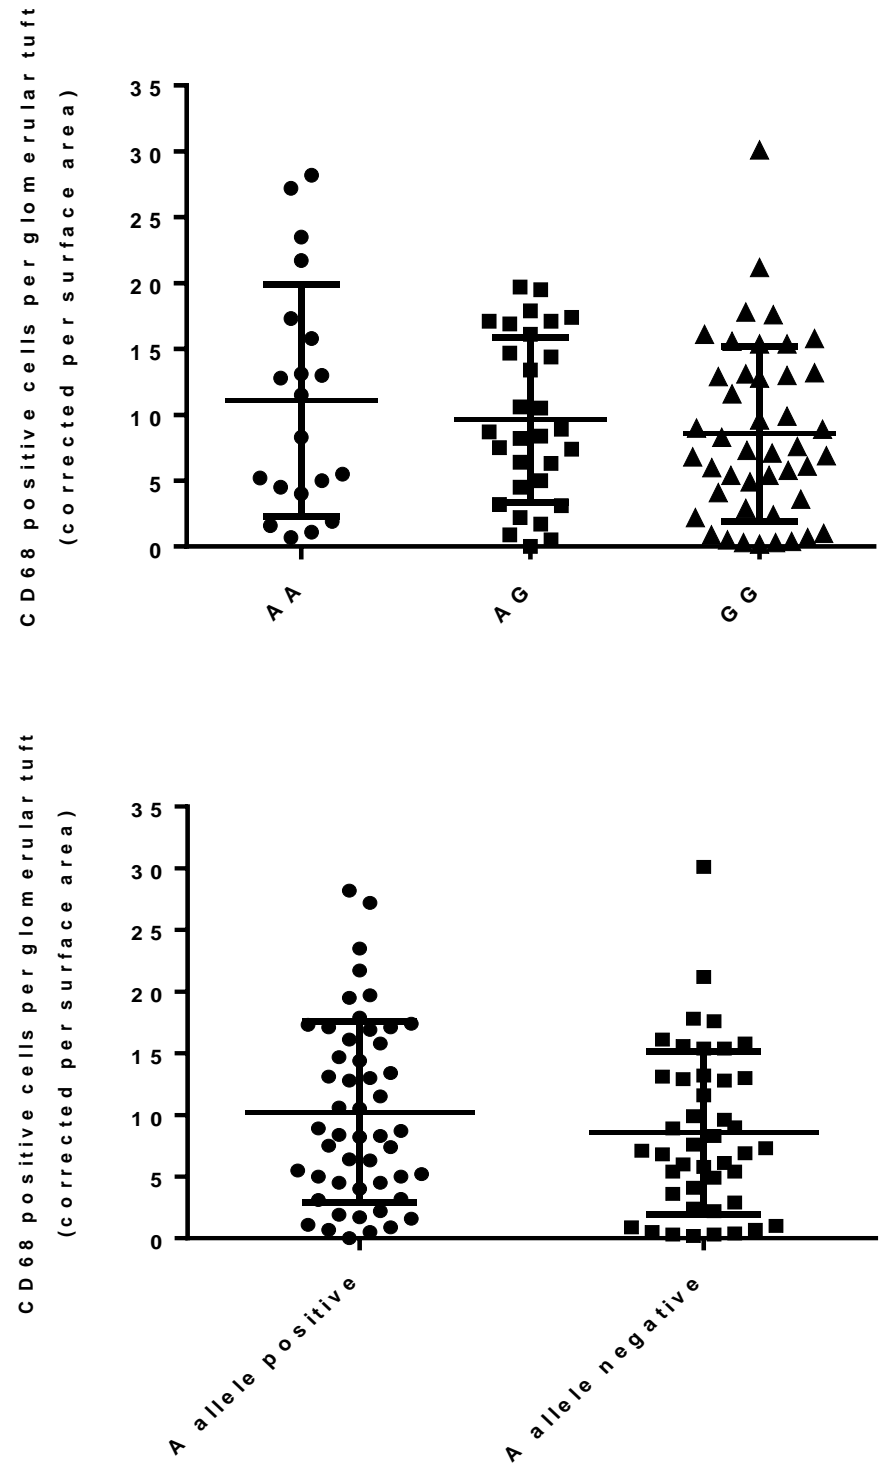 CD68 positive cells per glomerular tuft
(corrected per surface area)
35
30
25
20
15
10
5
0
AA
AG
GG
CD68 positive cells per glomerular tuft
(corrected per surface area)
35
30
25
20
15
10
5
0
A allele positive
A allele negative